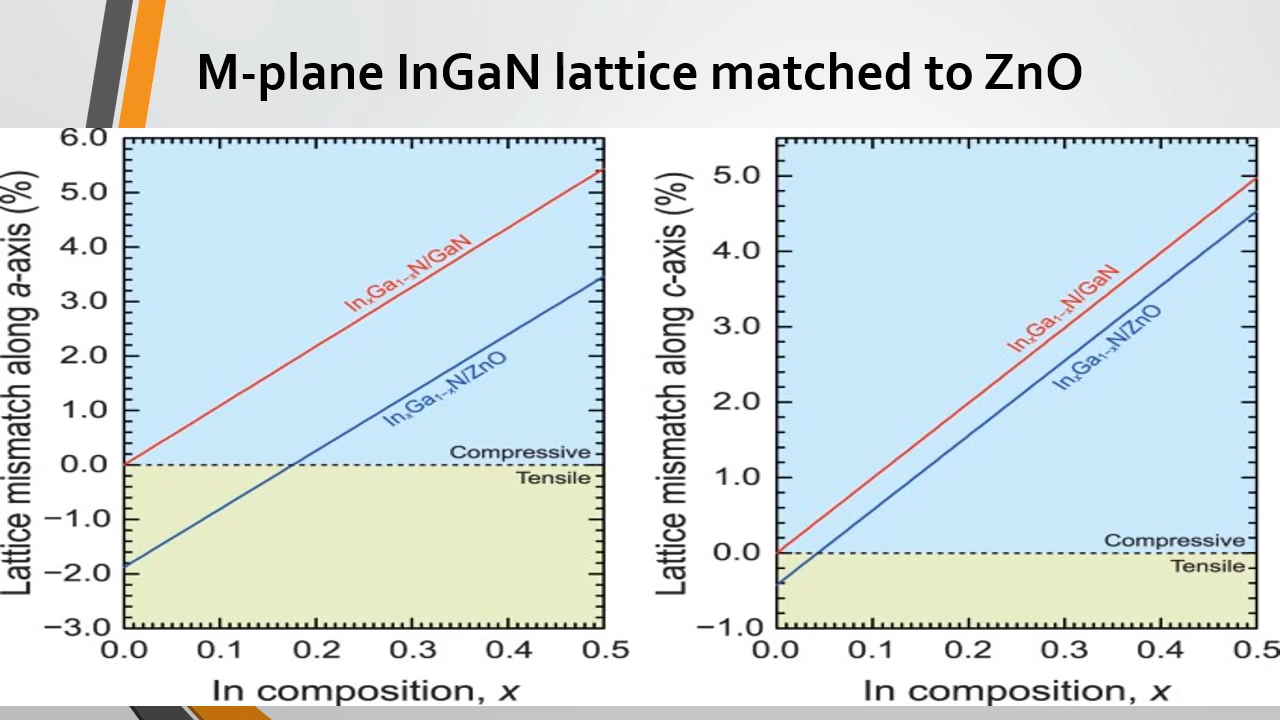 M-plane InGaN lattice matched to ZnO
Lattice mismatch along a-axis (%)
6.0
5.0
4.0
3.0
2.0
1.0
0.0
−1.0
−2.0
−3.0
InₓGa₁₋ₓN/GaN
InₓGa₁₋ₓN/ZnO
Compressive
Tensile
0.0 0.1 0.2 0.3 0.4 0.5
In composition, x
Lattice mismatch along c-axis (%)
5.0
4.0
3.0
2.0
1.0
0.0
−1.0
InₓGa₁₋ₓN/GaN
InₓGa₁₋ₓN/ZnO
Compressive
Tensile
0.0 0.1 0.2 0.3 0.4 0.5
In composition, x